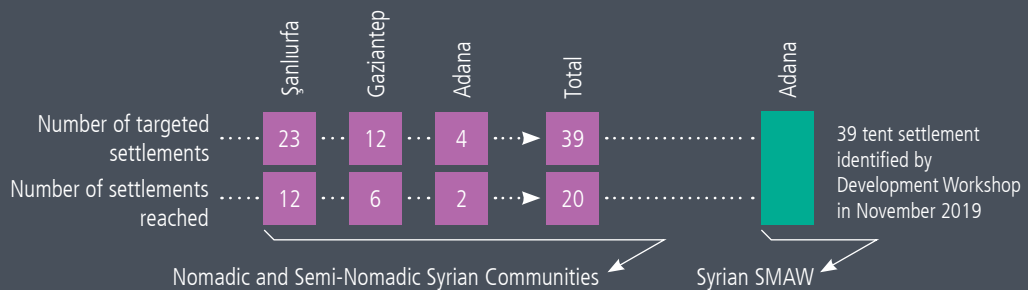 Şanlıurfa
Gaziantep
Adana
Total
Adana
Number of targeted
settlements
23
12
4
39
Number of settlements
reached
12
6
2
20
39 tent settlement
identified by
Development Workshop
in November 2019
Nomadic and Semi-Nomadic Syrian Communities
Syrian SMAW